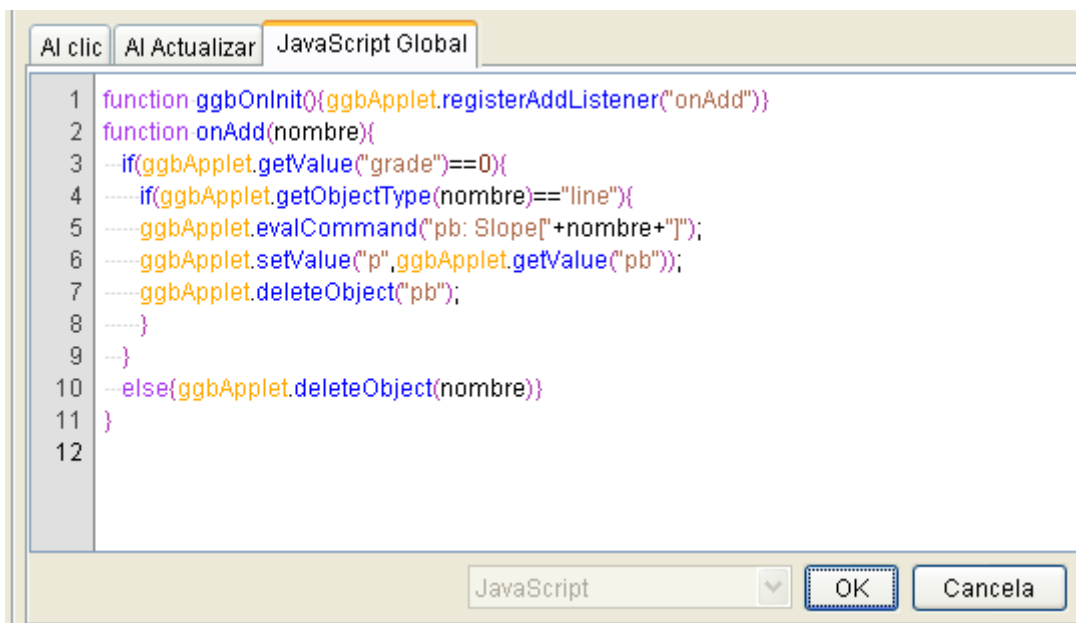 Al clic Al Actualizar JavaScript Global
1 function ggbOnInit(){ggbApplet.registerAddListener("onAdd")}
2 function onAdd(nombre){
3 if(ggbApplet.getValue("grade")==0){
4 if(ggbApplet.getObjectType(nombre)=="line"){
5 ggbApplet.evalCommand("pb: Slope["+nombre+"]");
6 ggbApplet.setValue("p",ggbApplet.getValue("pb"));
7 ggbApplet.deleteObject("pb");
8 }
9 }
10 else{ggbApplet.deleteObject(nombre)}
11 }
12
JavaScript OK Cancela